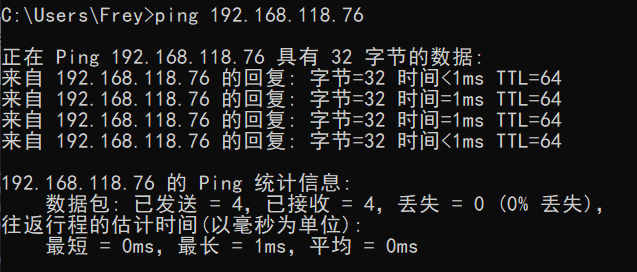 C:\Users\Frey>ping 192.168.118.76
正在 Ping 192.168.118.76 具有 32 字节的数据:
来自 192.168.118.76 的回复: 字节=32 时间<1ms TTL=64
来自 192.168.118.76 的回复: 字节=32 时间=1ms TTL=64
来自 192.168.118.76 的回复: 字节=32 时间<1ms TTL=64
来自 192.168.118.76 的回复: 字节=32 时间<1ms TTL=64
192.168.118.76 的 Ping 统计信息:
数据包: 已发送 = 4，已接收 = 4，丢失 = 0 (0% 丢失)，
往返行程的估计时间(以毫秒为单位):
最短 = 0ms，最长 = 1ms，平均 = 0ms